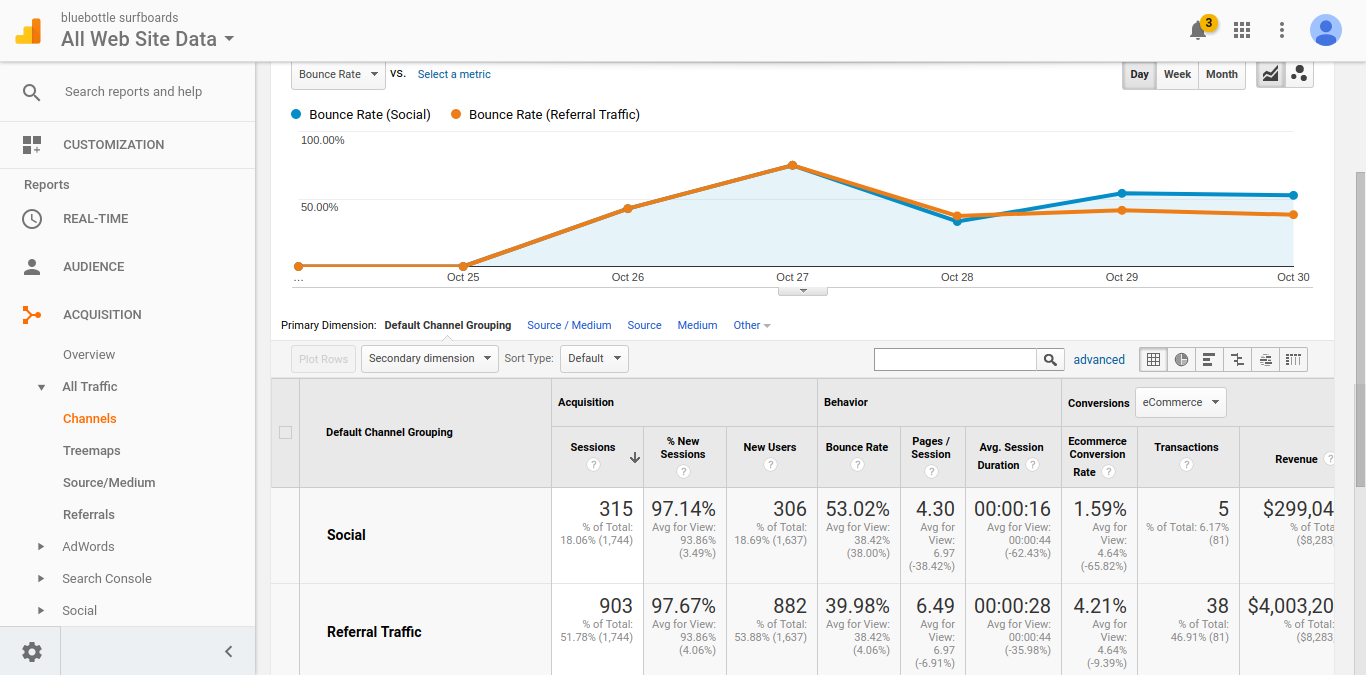 bluebottle surfboards
All Web Site Data
3
Search reports and help
CUSTOMIZATION
Reports
REAL-TIME
AUDIENCE
ACQUISITION
Overview
All Traffic
Channels
Treemaps
Source/Medium
Referrals
AdWords
Search Console
Social
Bounce Rate VS. Select a metric
Day Week Month
Bounce Rate (Social) Bounce Rate (Referral Traffic)
100.00%
50.00%
... Oct 25 Oct 26 Oct 27 Oct 28 Oct 29 Oct 30
Primary Dimension: Default Channel Grouping Source / Medium Source Medium Other
Plot Rows Secondary dimension Sort Type: Default advanced
Default Channel Grouping
Acquisition
Behavior
Conversions eCommerce
Sessions ?
% New
Sessions
?
New Users
?
Bounce Rate
?
Pages /
Session
?
Avg. Session
Duration ?
Ecommerce
Conversion
Rate ?
Transactions
?
Revenue ?
Social
315
% of Total:
18.06% (1,744)
97.14%
Avg for View:
93.86%
(3.49%)
306
% of Total:
18.69% (1,637)
53.02%
Avg for View:
38.42%
(38.00%)
4.30
Avg for
View:
6.97
(-38.42%)
00:00:16
Avg for View:
00:00:44
(-62.43%)
1.59%
Avg for
View:
4.64%
(-65.82%)
5
% of Total: 6.17%
(81)
$299,04
% of Tota
($8,283,
Referral Traffic
903
% of Total:
51.78% (1,744)
97.67%
Avg for View:
93.86%
(4.06%)
882
% of Total:
53.88% (1,637)
39.98%
Avg for View:
38.42%
(4.06%)
6.49
Avg for
View:
6.97
(-6.91%)
00:00:28
Avg for View:
00:00:44
(-35.98%)
4.21%
Avg for
View:
4.64%
(-9.39%)
38
% of Total:
46.91% (81)
$4,003,20
% of Total:
($8,283,